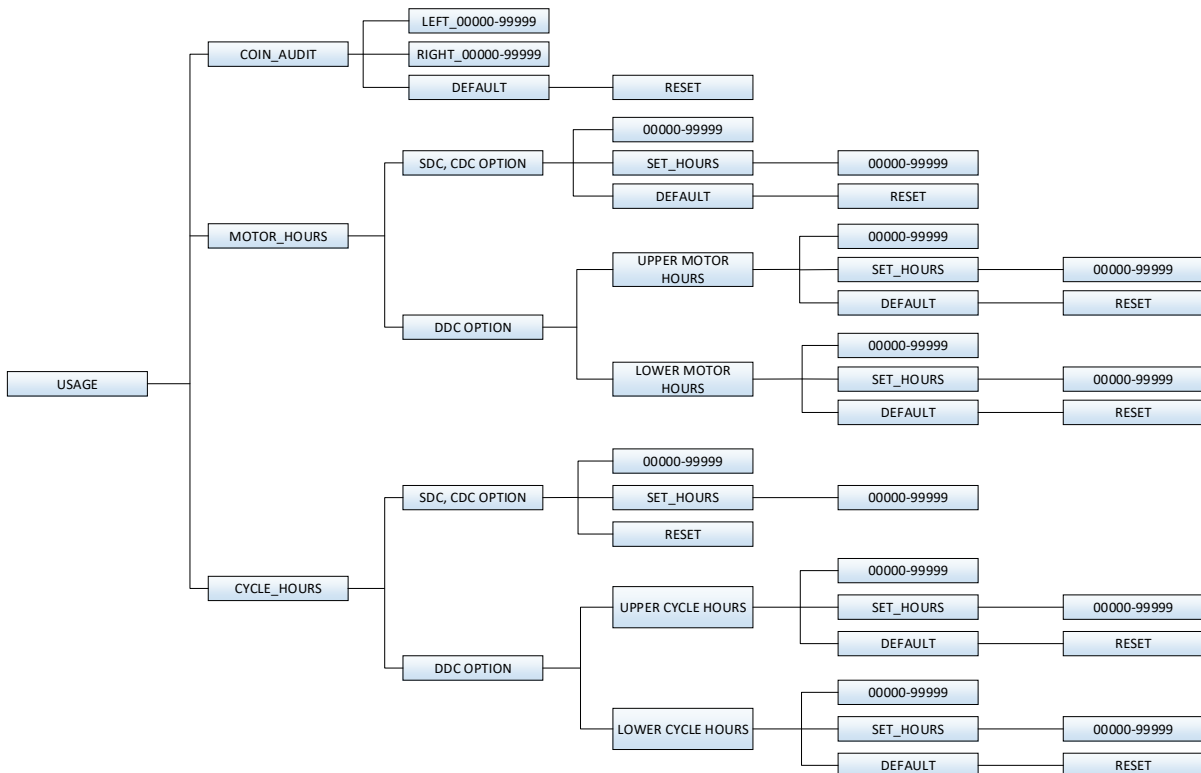 LEFT_00000-99999
COIN_AUDIT
RIGHT_00000-99999
DEFAULT
RESET
00000-99999
SDC, CDC OPTION
SET_HOURS
00000-99999
DEFAULT
RESET
MOTOR_HOURS
00000-99999
UPPER MOTOR
HOURS
SET_HOURS
00000-99999
DEFAULT
RESET
DDC OPTION
00000-99999
LOWER MOTOR
HOURS
SET_HOURS
00000-99999
DEFAULT
RESET
USAGE
00000-99999
SDC, CDC OPTION
SET_HOURS
00000-99999
RESET
CYCLE_HOURS
00000-99999
UPPER CYCLE HOURS
SET_HOURS
00000-99999
DEFAULT
RESET
DDC OPTION
00000-99999
LOWER CYCLE HOURS
SET_HOURS
00000-99999
DEFAULT
RESET